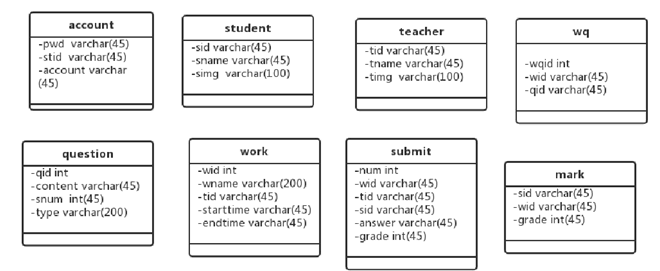 account
-pwd varchar(45)
-stid varchar(45)
-account varchar
(45)
student
-sid varchar(45)
-sname varchar(45)
-simg varchar(100)
teacher
-tid varchar(45)
-tname varchar(45)
-timg varchar(100)
wq
-wqid int
-wid varchar(45)
-qid varchar(45)
question
-qid int
-content varchar(45)
-snum int(45)
-type varchar(200)
work
-wid int
-wname varchar(200)
-tid varchar(45)
-starttime varchar(45)
-endtime varchar(45)
submit
-num int
-wid varchar(45)
-tid varchar(45)
-sid varchar(45)
-answer varchar(45)
-grade int(45)
mark
-sid varchar(45)
-wid varchar(45)
-grade int(45)